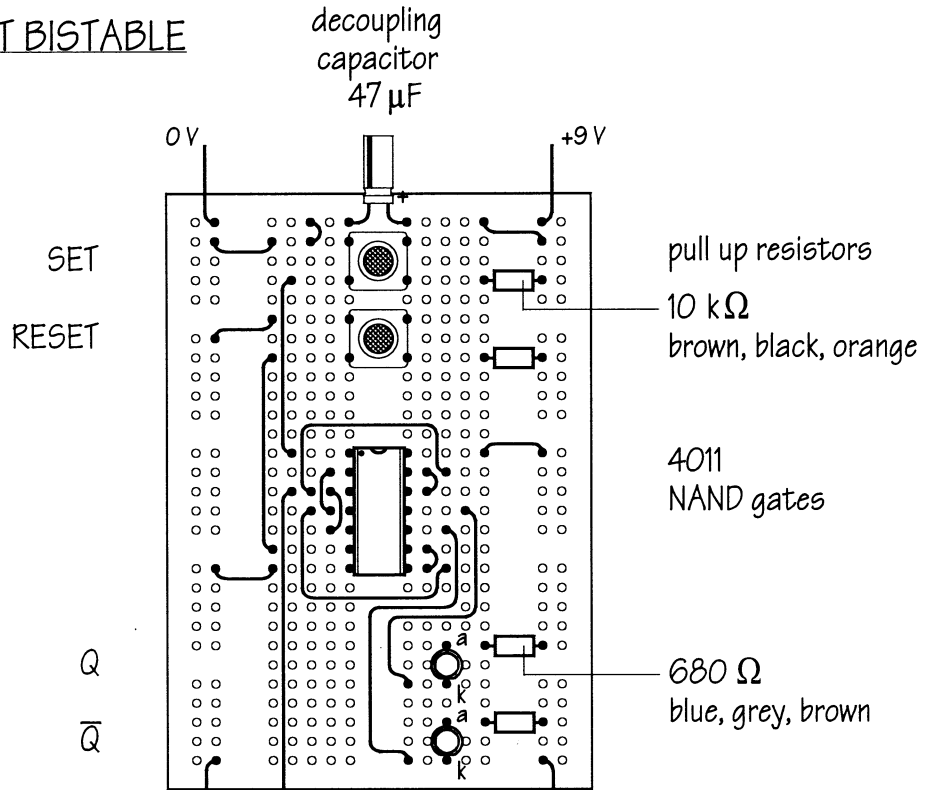 T BISTABLE
decoupling
capacitor
47 µF
0 V
+9 V
+
SET
RESET
pull up resistors
10 kΩ
brown, black, orange
4011
NAND gates
a
Q
k
680 Ω
blue, grey, brown
a
Q̅
k